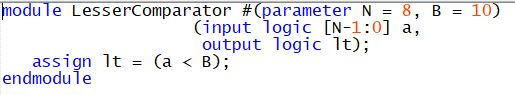 module LesserComparator #(parameter N = 8, B = 10)
(input logic [N-1:0] a,
output logic lt);
assign lt = (a < B);
endmodule